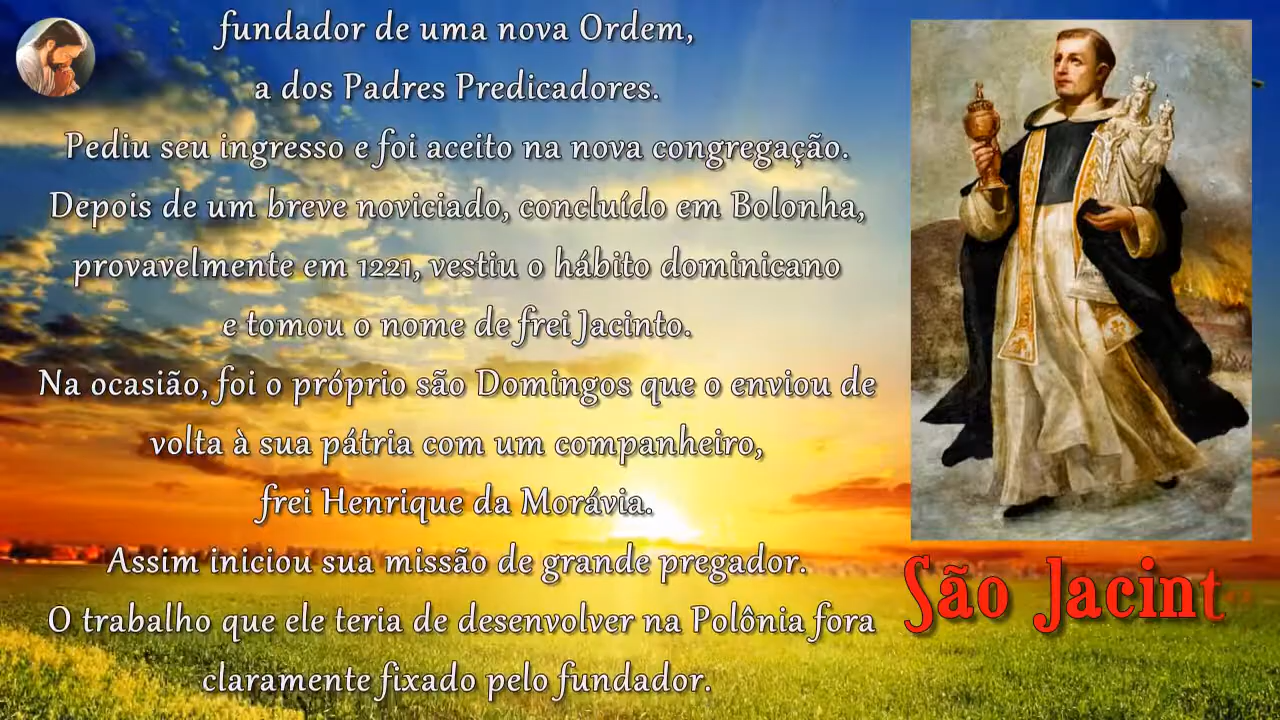 fundador de uma nova Ordem,
a dos Padres Predicadores.
Pediu seu ingresso e foi aceito na nova congregação.
Depois de um breve noviciado, concluído em Bolonha,
provavelmente em 1221, vestiu o hábito dominicano
e tomou o nome de frei Jacinto.
Na ocasião, foi o próprio são Domingos que o enviou de
volta à sua pátria com um companheiro,
frei Henrique da Morávia.
Assim iniciou sua missão de grande pregador.
O trabalho que ele teria de desenvolver na Polônia fora
claramente fixado pelo fundador.
São Jacint